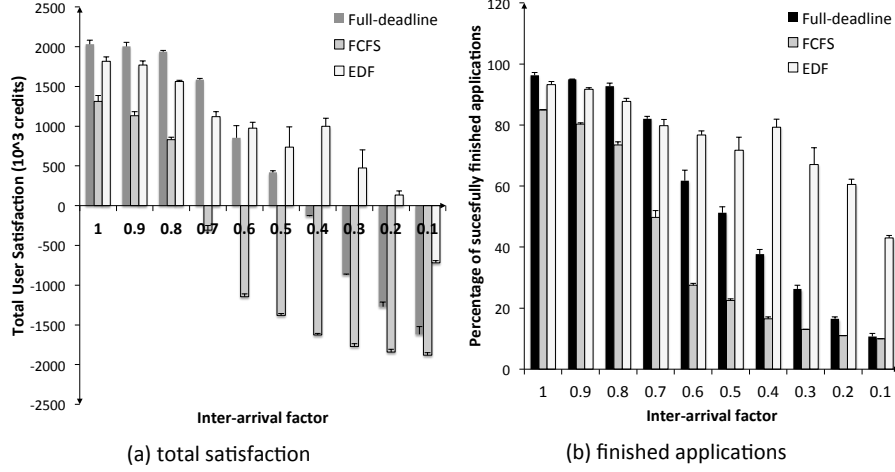 2500
2000
1500
1000
500
0
-500
-1000
-1500
-2000
-2500
Total User Satisfaction (10^3 credits)
Full-deadline
FCFS
EDF
1 0.9 0.8 0.7 0.6 0.5 0.4 0.3 0.2 0.1
Inter-arrival factor
(a) total satisfaction
120
100
80
60
40
20
0
Percentage of sucesfully finished applications
Full-deadline
FCFS
EDF
1 0.9 0.8 0.7 0.6 0.5 0.4 0.3 0.2 0.1
Inter-arrival factor
(b) finished applications